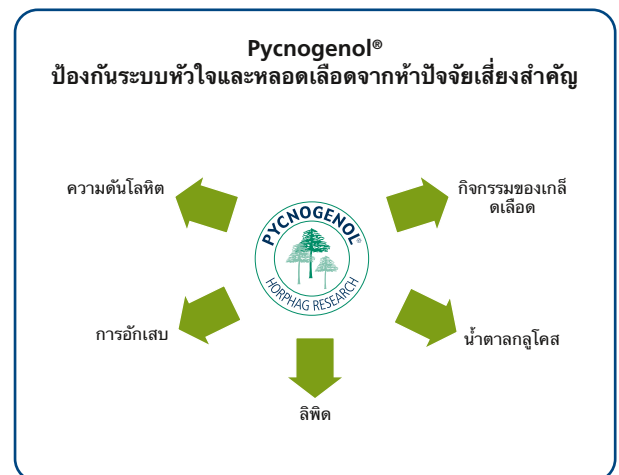 Pycnogenol®
ป้องกันระบบหัวใจและหลอดเลือดจากห้าปัจจัยเสี่ยงสำคัญ
ความดันโลหิต
กิจกรรมของเกล็
ดเลือด
PYCNOGENOL®
HORPHAG RESEARCH
การอักเสบ
น้ำตาลกลูโคส
ลิพิด